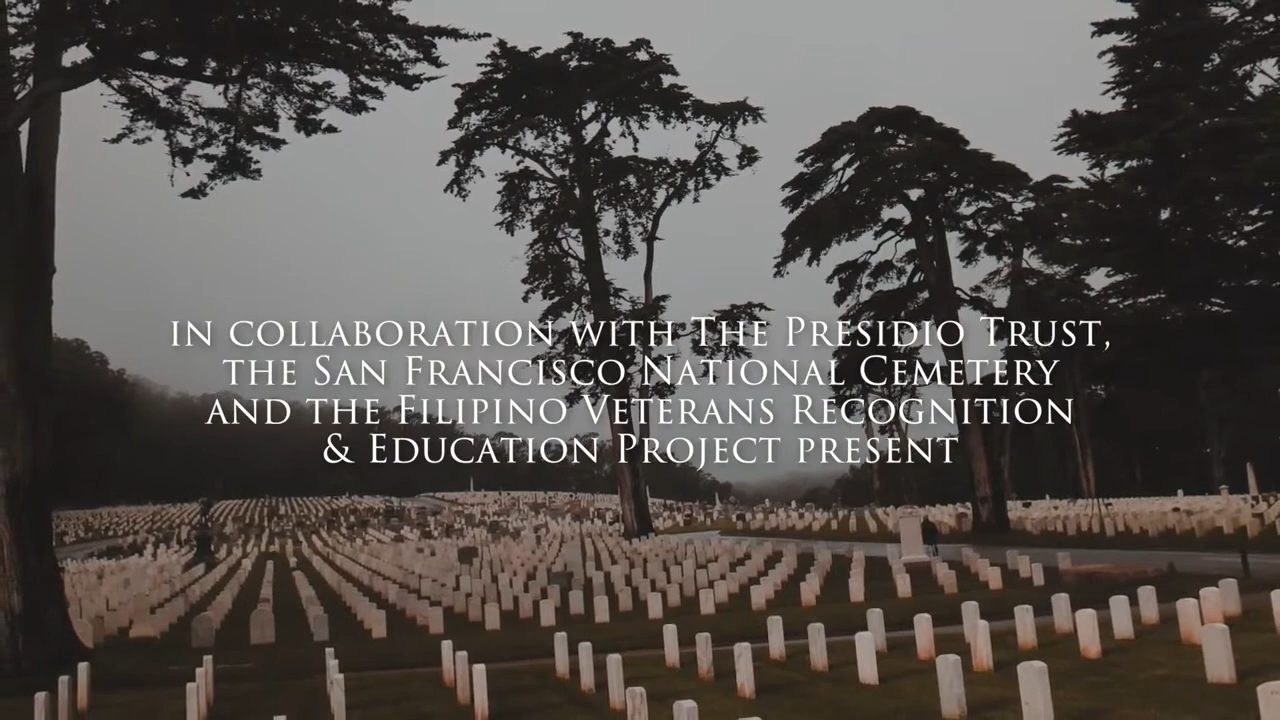 IN COLLABORATION WITH THE PRESIDIO TRUST,
THE SAN FRANCISCO NATIONAL CEMETERY
AND THE FILIPINO VETERANS RECOGNITION
& EDUCATION PROJECT PRESENT